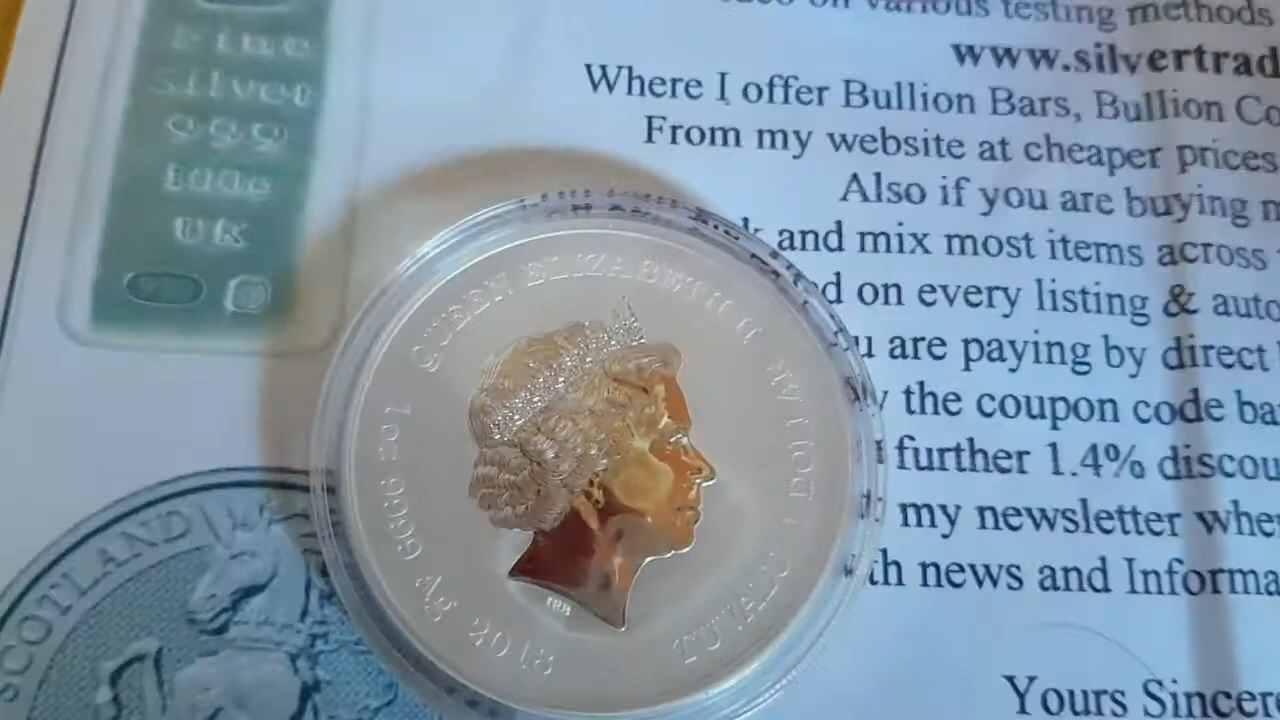 on various testing methods
www.silvertrad
Where I offer Bullion Bars, Bullion Co
From my website at cheaper prices
Also if you are buying
and mix most items across
on every listing & auto
are paying by direct
the coupon code ba
further 1.4% discou
my newsletter wher
news and Informa
Yours Sincer
Fine
Silver
999
UK
QUEEN ELIZABETH II
1 DOLLAR
TUVALU
2018
1oz 9999 Ag
SCOTLAND